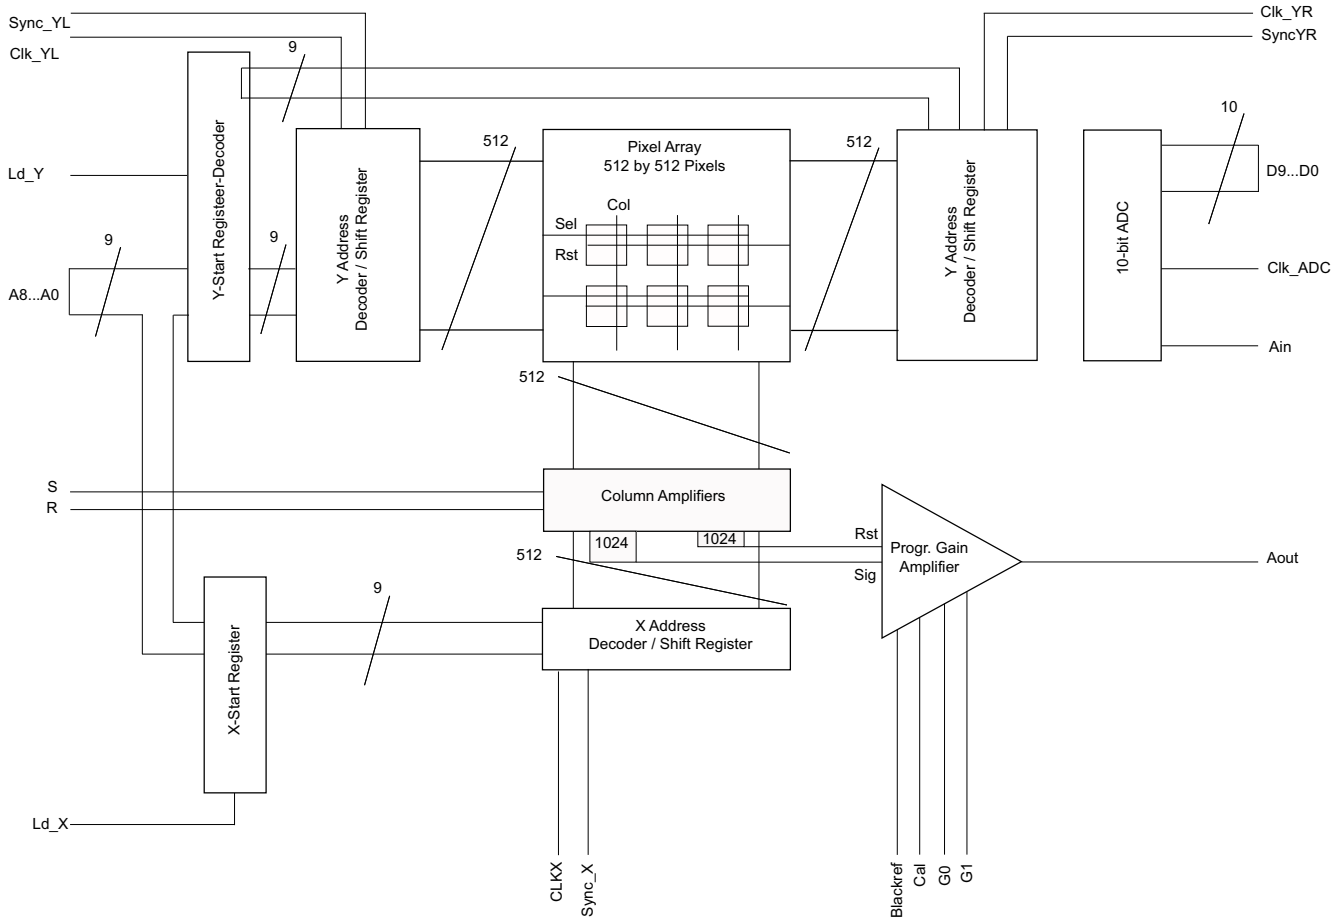 Sync_YL
Clk_YL
Clk_YR
SyncYR
9
Y-Start Registeer-Decoder
Ld_Y
9
A8...A0
9
Y Address
Decoder / Shift Register
512
Pixel Array
512 by 512 Pixels
Col
Sel
Rst
512
Y Address
Decoder / Shift Register
10-bit ADC
10
D9...D0
Clk_ADC
Ain
512
S
R
Column Amplifiers
1024
1024
512
Rst
Sig
Progr. Gain
Amplifier
Aout
X-Start Register
9
X Address
Decoder / Shift Register
Ld_X
CLKX
Sync_X
Blackref
Cal
G0
G1